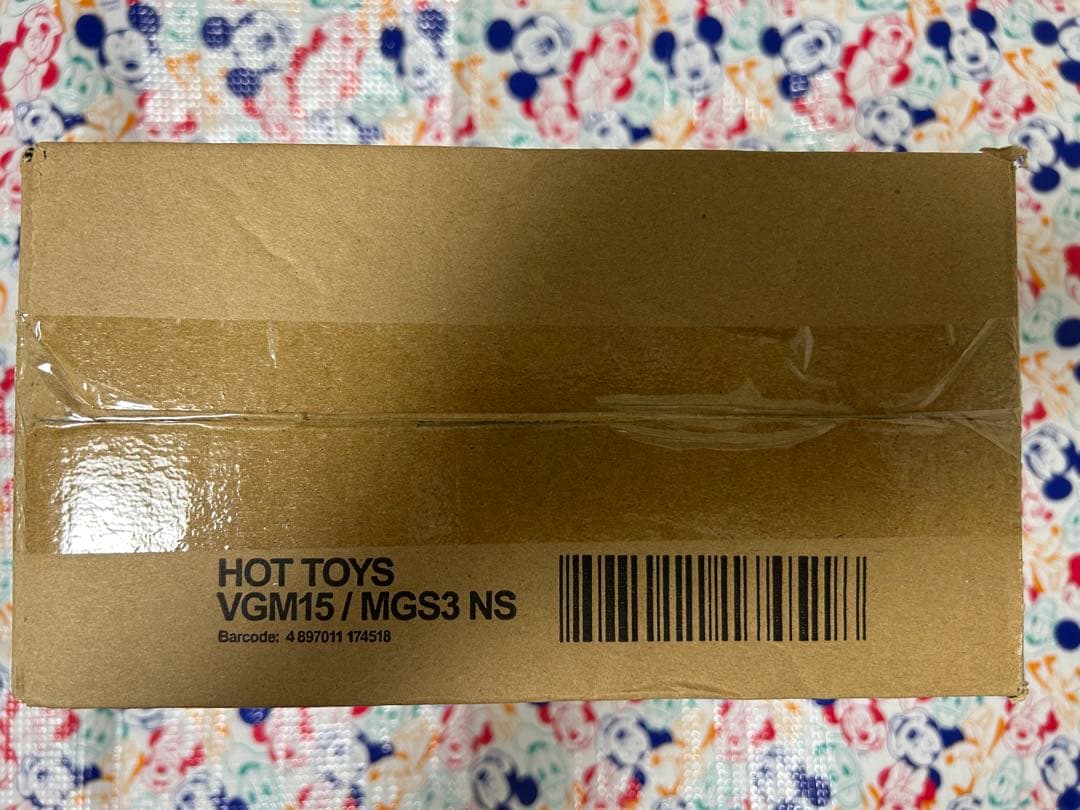 HOT TOYS
VGM15 / MGS3 NS
Barcode: 4 897011 174518